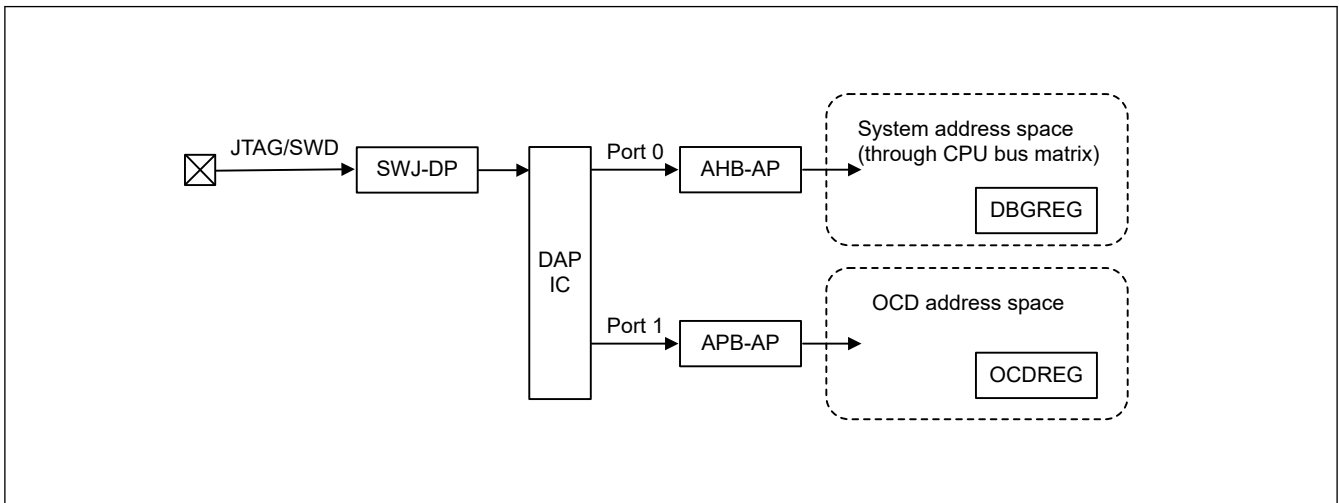 JTAG/SWD
SWJ-DP
DAP
IC
Port 0
AHB-AP
System address space
(through CPU bus matrix)
DBGREG
Port 1
APB-AP
OCD address space
OCDREG